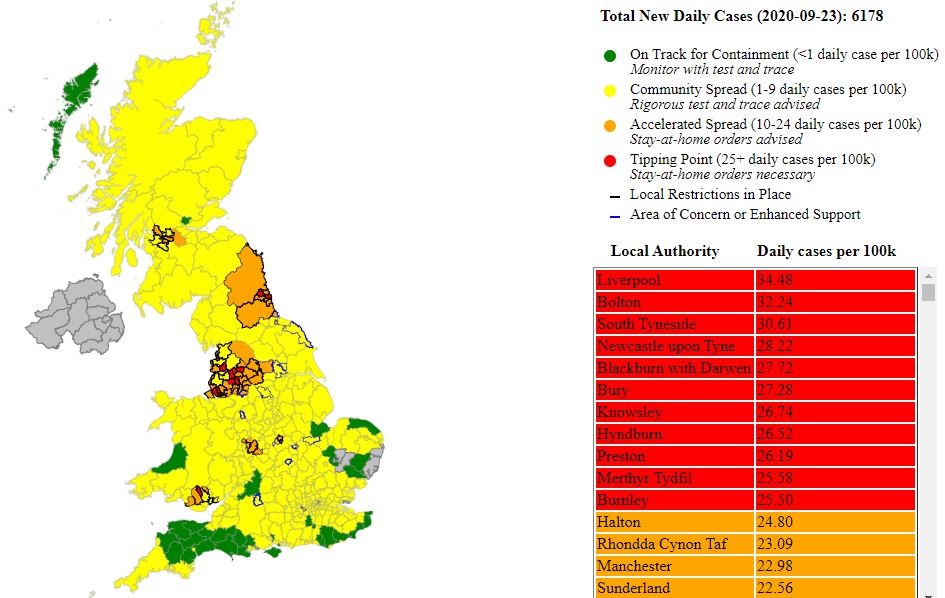 Total New Daily Cases (2020-09-23): 6178
On Track for Containment (<1 daily case per 100k)
Monitor with test and trace
Community Spread (1-9 daily cases per 100k)
Rigorous test and trace advised
Accelerated Spread (10-24 daily cases per 100k)
Stay-at-home orders advised
Tipping Point (25+ daily cases per 100k)
Stay-at-home orders necessary
Local Restrictions in Place
Area of Concern or Enhanced Support
Local Authority Daily cases per 100k
Liverpool 34.48
Bolton 32.24
South Tyneside 30.61
Newcastle upon Tyne 28.22
Blackburn with Darwen 27.72
Bury 27.28
Knowsley 26.74
Hyndburn 26.52
Preston 26.19
Merthyr Tydfil 25.58
Burnley 25.50
Halton 24.80
Rhondda Cynon Taf 23.09
Manchester 22.98
Sunderland 22.56